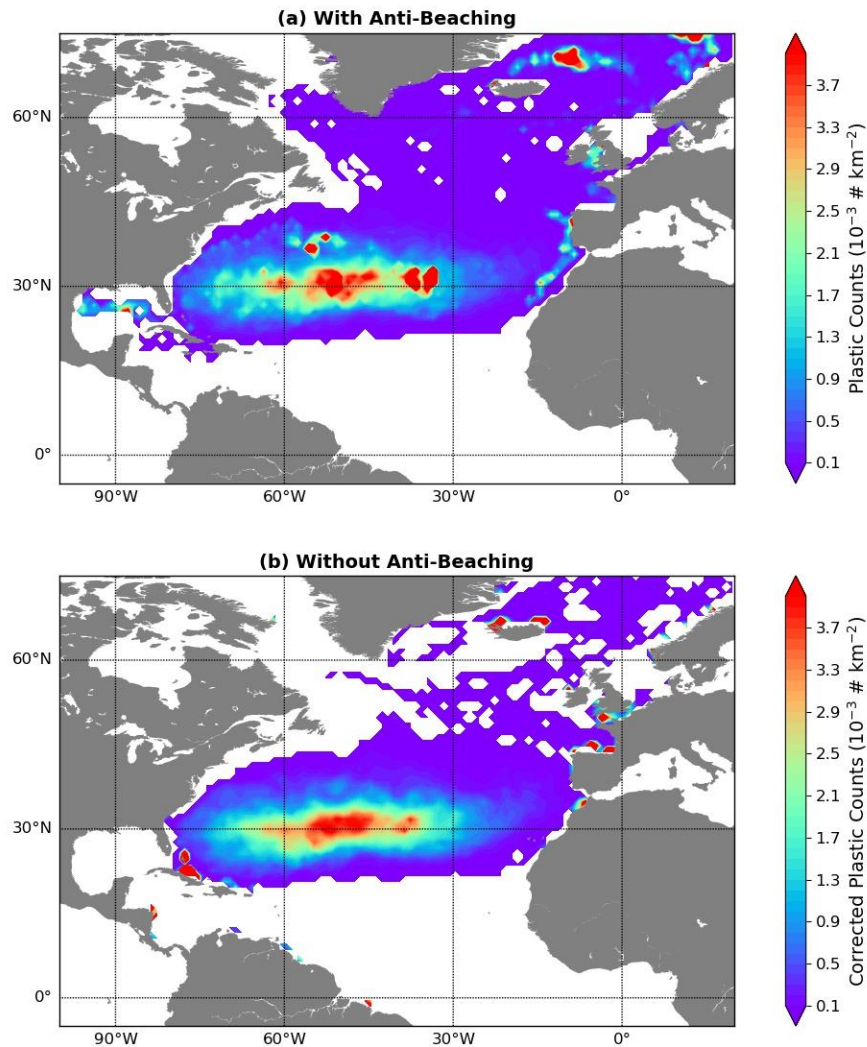 (a) With Anti-Beaching
60°N
30°N
0°
90°W 60°W 30°W 0°
3.7
3.3
2.9
2.5
2.1
1.7
1.3
0.9
0.5
0.1
Plastic Counts (10⁻³ # km⁻²)
(b) Without Anti-Beaching
60°N
30°N
0°
90°W 60°W 30°W 0°
3.7
3.3
2.9
2.5
2.1
1.7
1.3
0.9
0.5
0.1
Corrected Plastic Counts (10⁻³ # km⁻²)